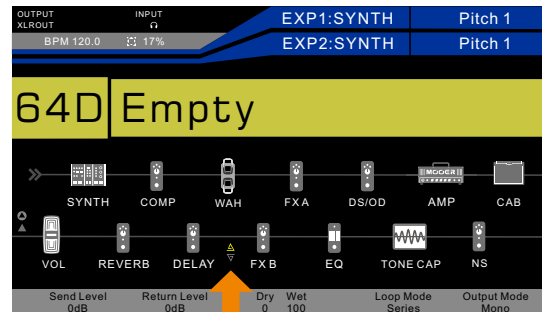 OUTPUT INPUT
XLROUT
BPM 120.0 17%
EXP1:SYNTH Pitch 1
EXP2:SYNTH Pitch 1
64D Empty
MOOER
SYNTH COMP WAH FX A DS/OD AMP CAB
VOL REVERB DELAY FX B EQ TONE CAP NS
Send Level Return Level Dry Wet Loop Mode Output Mode
0dB 0dB 0 100 Series Mono